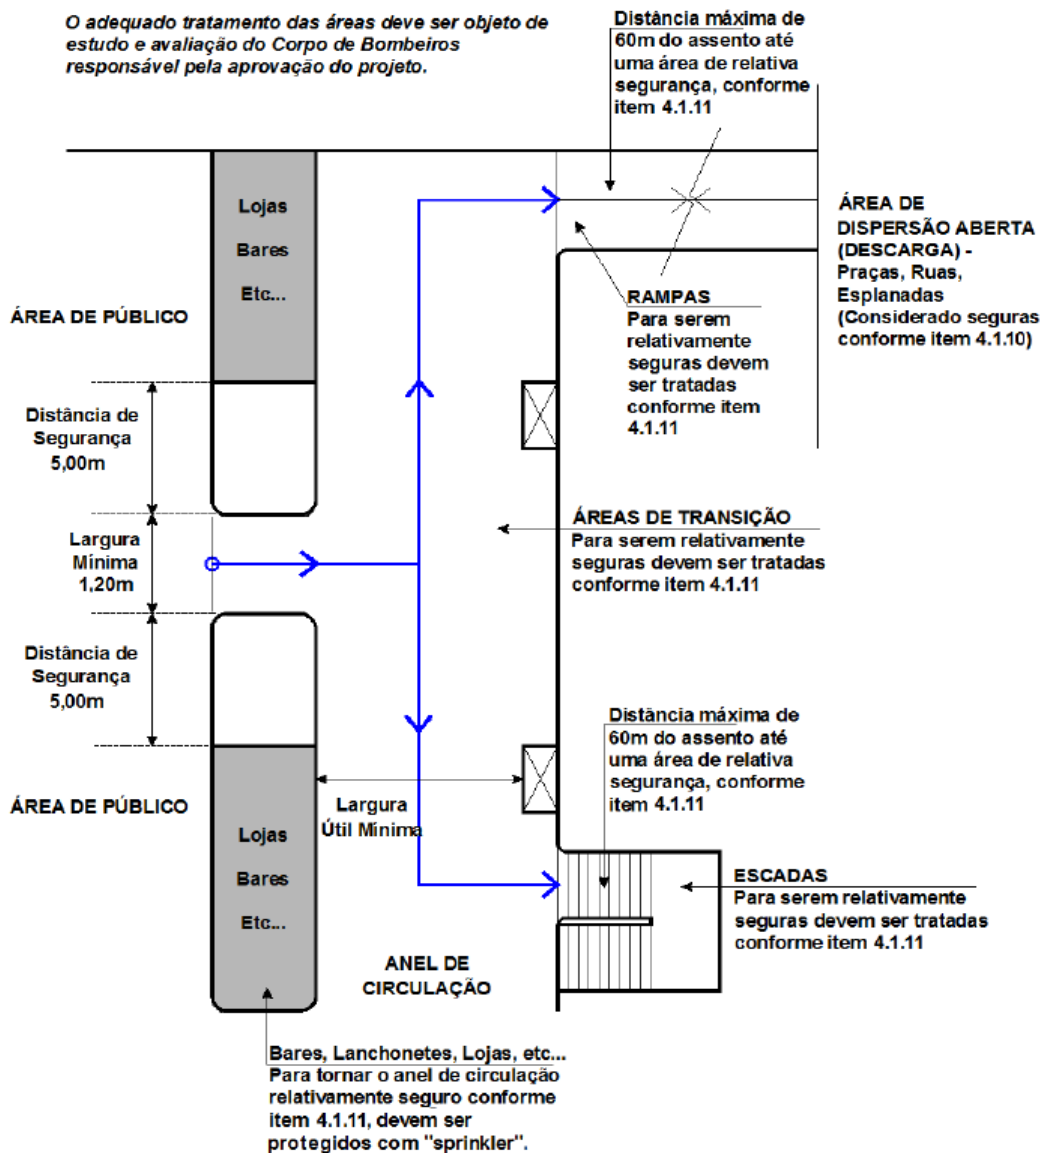 O adequado tratamento das áreas deve ser objeto de
estudo e avaliação do Corpo de Bombeiros
responsável pela aprovação do projeto.
Distância máxima de
60m do assento até
uma área de relativa
segurança, conforme
item 4.1.11
Lojas
Bares
Etc...
ÁREA DE PÚBLICO
ÁREA DE
DISPERSÃO ABERTA
(DESCARGA) -
Praças, Ruas,
Esplanadas
(Considerado seguras
conforme item 4.1.10)
RAMPAS
Para serem
relativamente
seguras devem
ser tratadas
conforme item
4.1.11
Distância de
Segurança
5,00m
Largura
Mínima
1,20m
ÁREAS DE TRANSIÇÃO
Para serem relativamente
seguras devem ser tratadas
conforme item 4.1.11
Distância de
Segurança
5,00m
Distância máxima de
60m do assento até
uma área de relativa
segurança, conforme
item 4.1.11
ÁREA DE PÚBLICO
Largura
Útil Mínima
Lojas
Bares
Etc...
ESCADAS
Para serem relativamente
seguras devem ser tratadas
conforme item 4.1.11
ANEL DE
CIRCULAÇÃO
Bares, Lanchonetes, Lojas, etc...
Para tornar o anel de circulação
relativamente seguro conforme
item 4.1.11, devem ser
protegidos com "sprinkler".